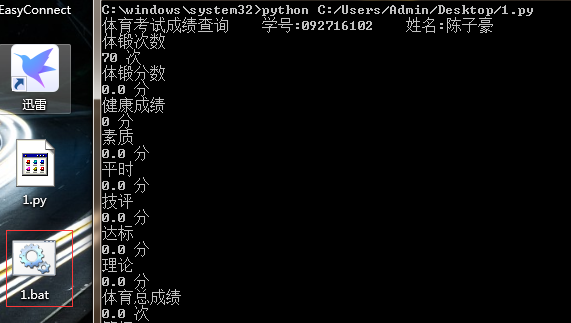 EasyConnect
迅雷
1.py
1.bat
C:\windows\system32>python C:/Users/Admin/Desktop/1.py
体育考试成绩查询 学号:092716102 姓名:陈子豪
体锻次数
70 次
体锻分数
0.0 分
健康成绩
0 分
素质
0.0 分
平时
0.0 分
技评
0.0 分
达标
0.0 分
理论
0.0 分
体育总成绩
0.0 次